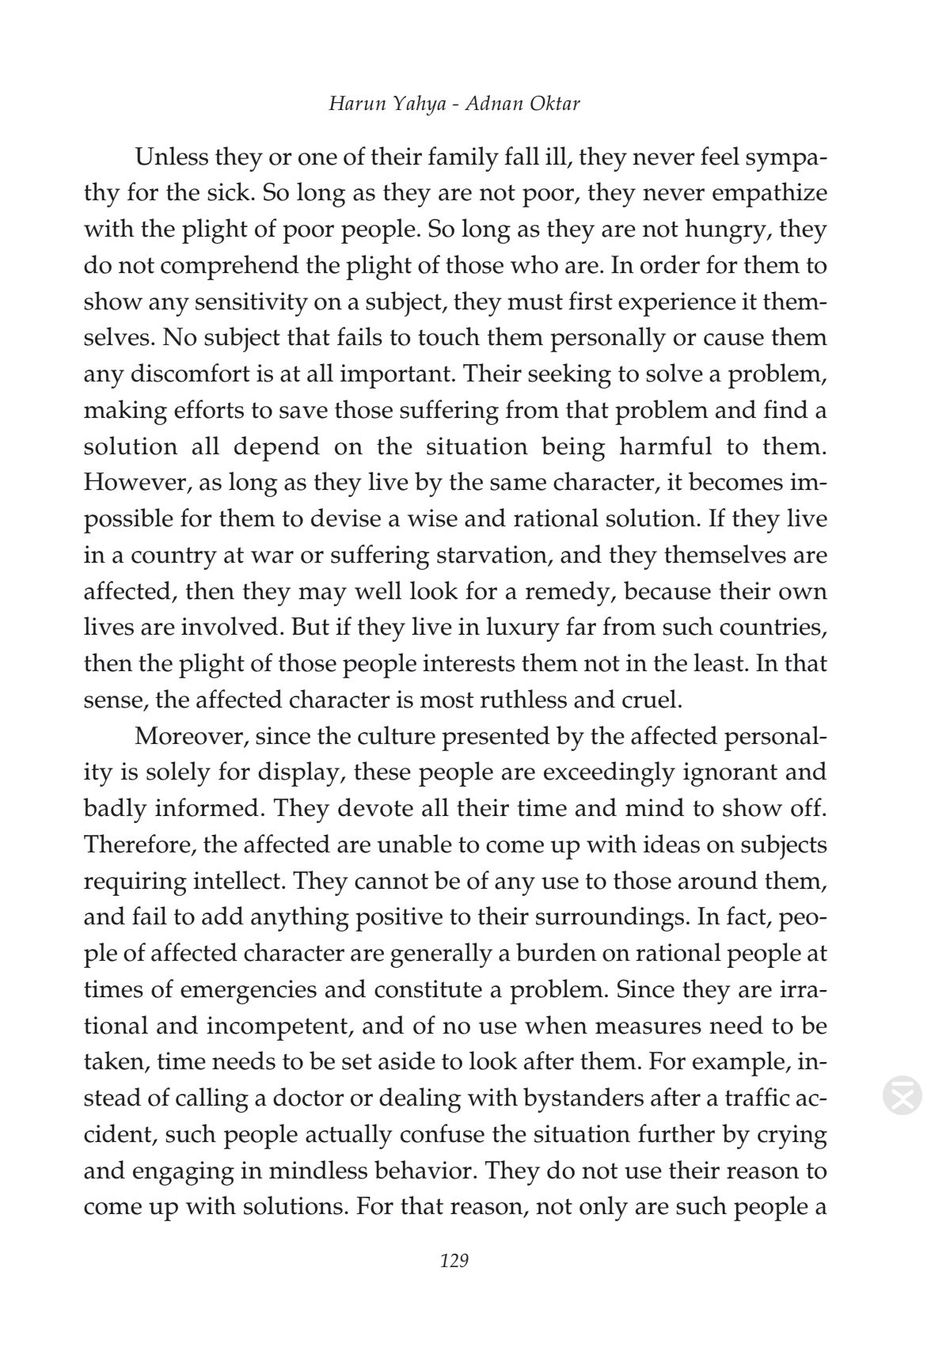 Harun Yahya - Adnan Oktar
Unless they or one of their family fall ill, they never feel sympa-
thy for the sick. So long as they are not poor, they never empathize
with the plight of poor people. So long as they are not hungry, they
do not comprehend the plight of those who are. In order for them to
show any sensitivity on a subject, they must first experience it them-
selves. No subject that fails to touch them personally or cause them
any discomfort is at all important. Their seeking to solve a problem,
making efforts to save those suffering from that problem and find a
solution all depend on the situation being harmful to them.
However, as long as they live by the same character, it becomes im-
possible for them to devise a wise and rational solution. If they live
in a country at war or suffering starvation, and they themselves are
affected, then they may well look for a remedy, because their own
lives are involved. But if they live in luxury far from such countries,
then the plight of those people interests them not in the least. In that
sense, the affected character is most ruthless and cruel.
Moreover, since the culture presented by the affected personal-
ity is solely for display, these people are exceedingly ignorant and
badly informed. They devote all their time and mind to show off.
Therefore, the affected are unable to come up with ideas on subjects
requiring intellect. They cannot be of any use to those around them,
and fail to add anything positive to their surroundings. In fact, peo-
ple of affected character are generally a burden on rational people at
times of emergencies and constitute a problem. Since they are irra-
tional and incompetent, and of no use when measures need to be
taken, time needs to be set aside to look after them. For example, in-
stead of calling a doctor or dealing with bystanders after a traffic ac-
cident, such people actually confuse the situation further by crying
and engaging in mindless behavior. They do not use their reason to
come up with solutions. For that reason, not only are such people a
129